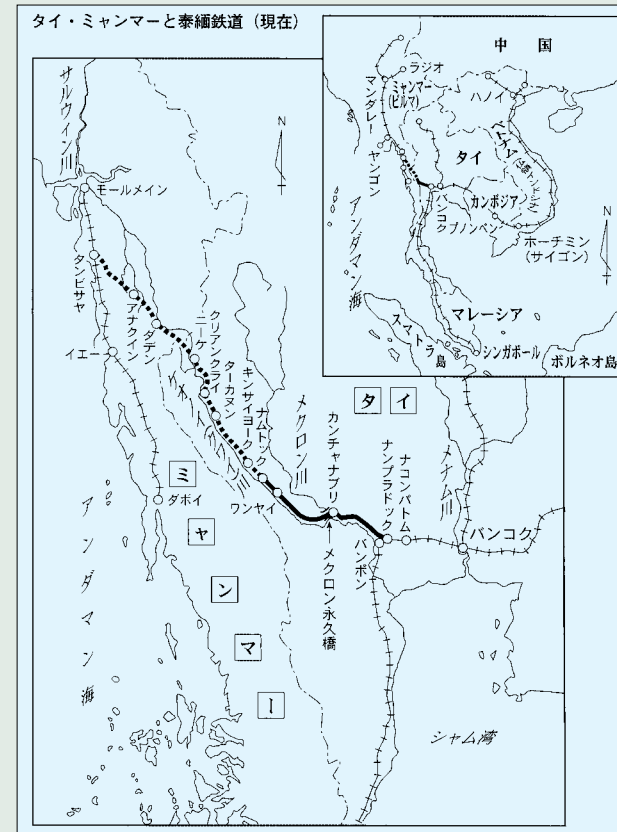 タイ・ミャンマーと泰緬鉄道（現在）
サルウィン川
N
モールメイン
タンビサヤ
アナクイン
タデン
ニーケ
クリアンクライ
ターカヌン
キンサイヨーク
ナムトック
ワンヤイ
イエー
ダボイ
メクロン川
カンチャナブリ
メクロン永久橋
ナンプラドック
ナコンパトム
バンポン
メナム川
バンコク
タイ
ミャンマー
アンダマン海
シャム湾
中国
ラジオ
ミャンマー
(ビルマ)
マンダレー
ヤンゴン
ハノイ
ベトナム
タイ
カンボジア
バンコク
プノンペン
ホーチミン
(サイゴン)
N
アンダマン海
マレーシア
スマトラ島
シンガポール
ボルネオ島